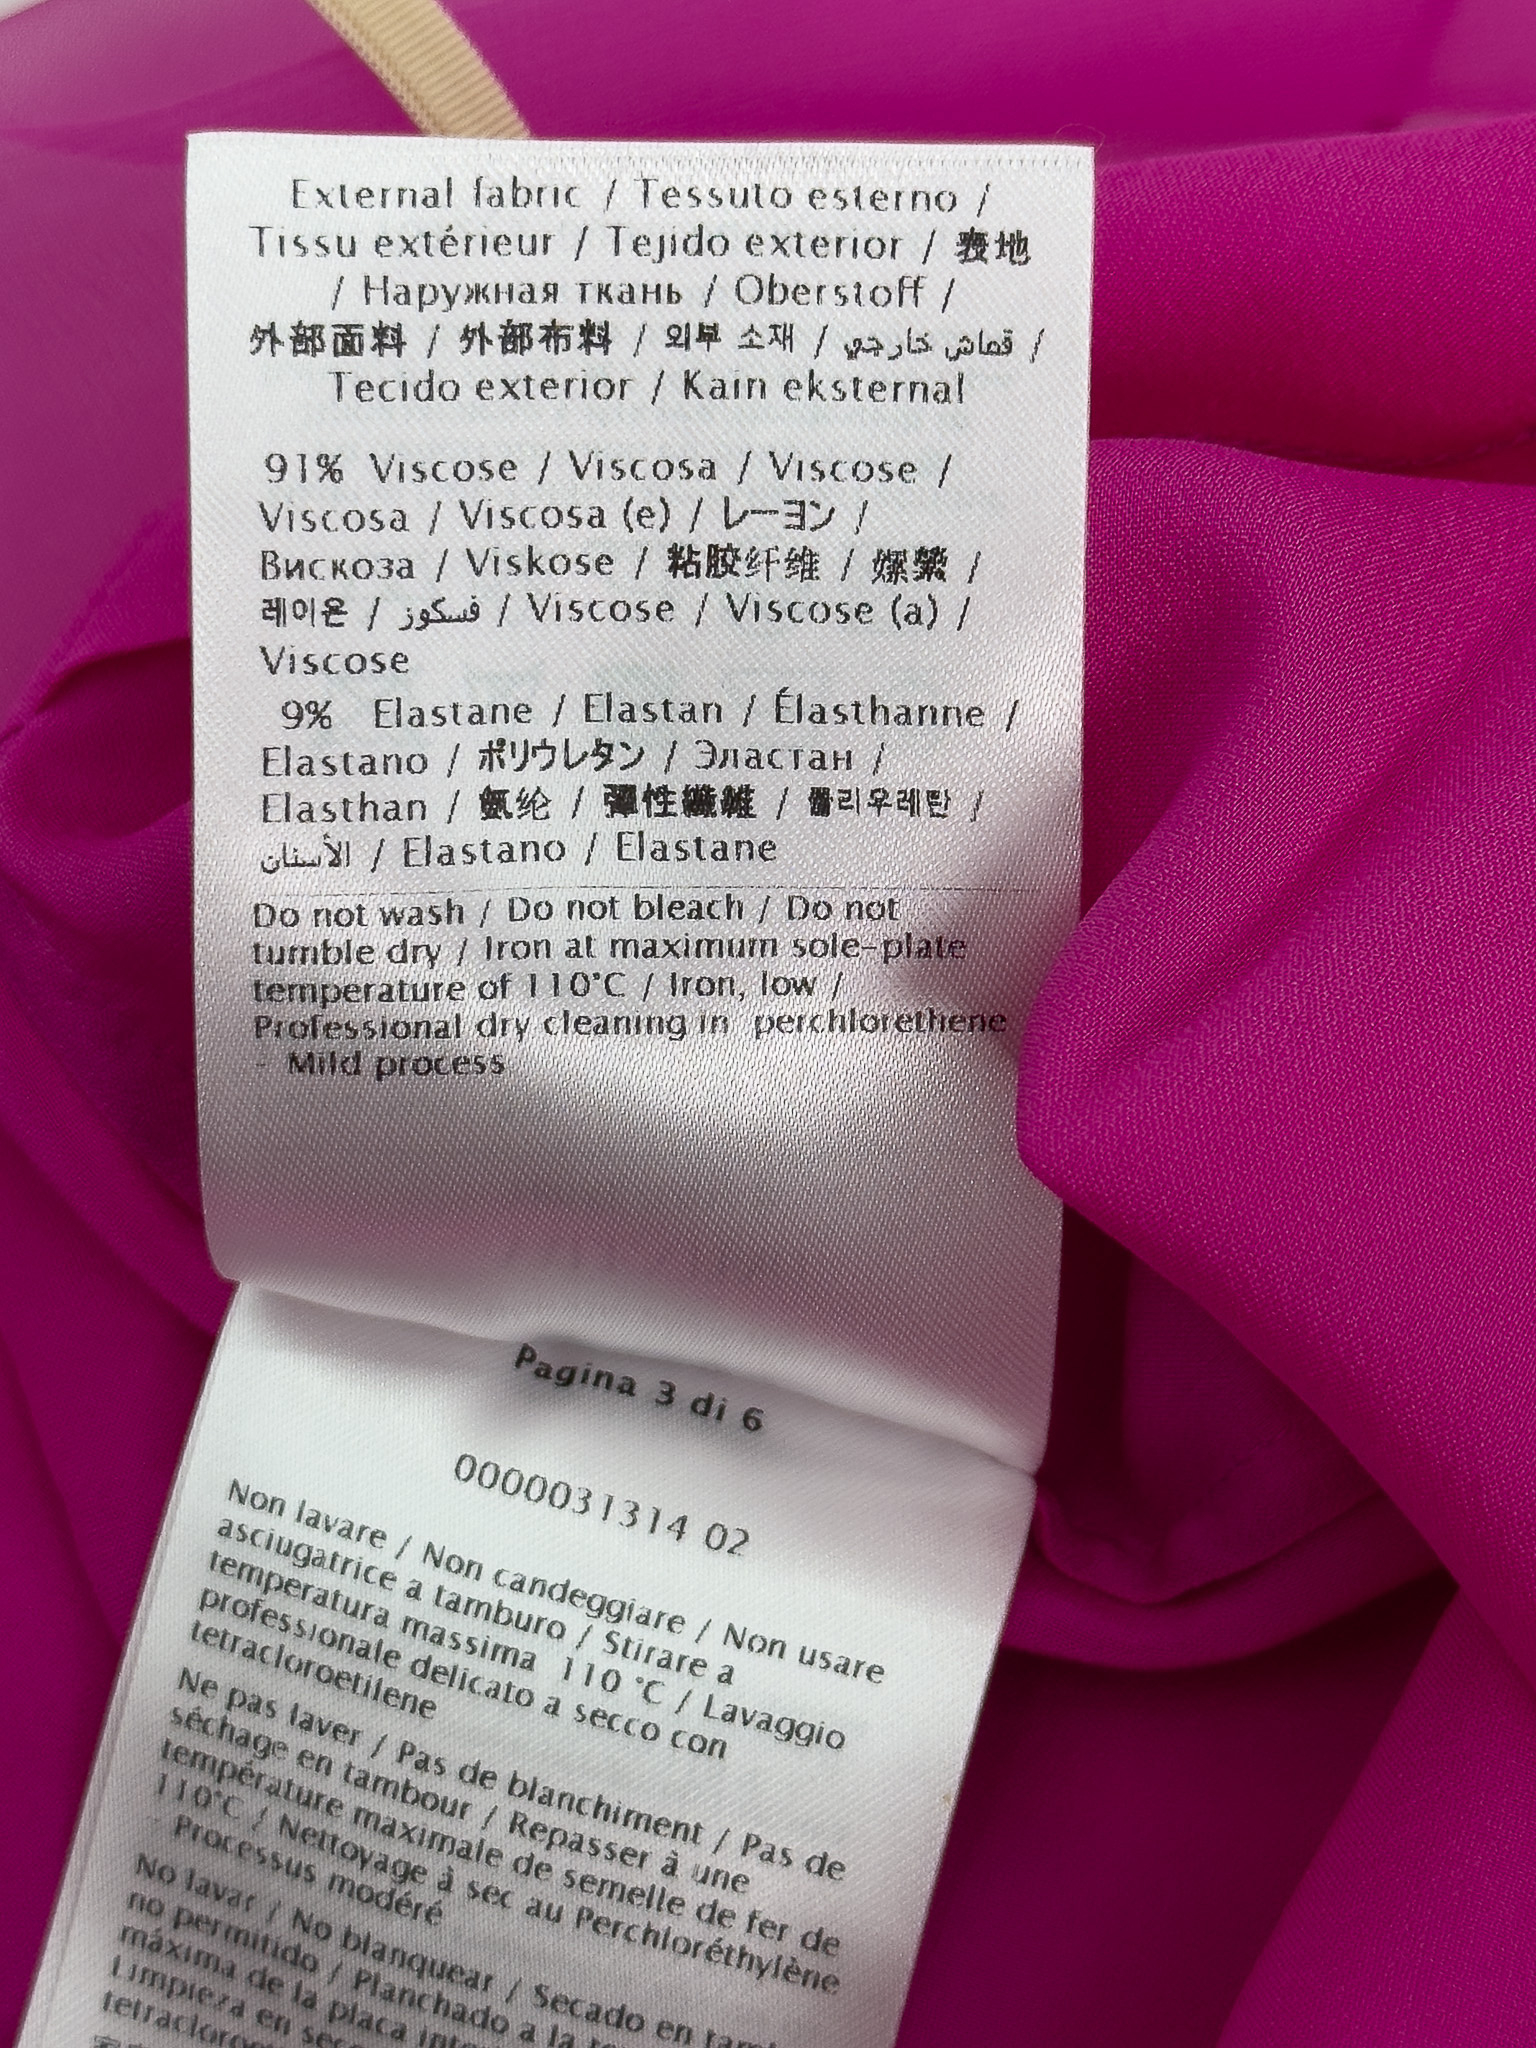 External fabric / Tessuto esterno /
Tissu extérieur / Tejido exterior / 表地
/ Наружная ткань / Oberstoff /
外部面料 / 外部布料 / 외부 소재 / قماش خارجي /
Tecido exterior / Kain eksternal
91% Viscose / Viscosa / Viscose /
Viscosa / Viscosa (e) / レーヨン /
Вискоза / Viskose / 粘胶纤维 / 嫘縈 /
레이온 / فسكوز / Viscose / Viscose (a) /
Viscose
9% Elastane / Elastan / Élasthanne /
Elastano / ポリウレタン / Эластан /
Elasthan / 氨纶 / 彈性纖維 / 폴리우레탄 /
الأسنان / Elastano / Elastane
Do not wash / Do not bleach / Do not
tumble dry / Iron at maximum sole-plate
temperature of 110°C / Iron, low /
Professional dry cleaning in perchlorethene
- Mild process
Pagina 3 di 6
0000031314 02
Non lavare / Non candeggiare / Non usare
asciugatrice a tamburo / Stirare a
temperatura massima 110 °C / Lavaggio
professionale delicato a secco con
tetracloroetilene
Ne pas laver / Pas de blanchiment / Pas de
séchage en tambour / Repasser à une
température maximale de semelle de fer de
110°C / Nettoyage à sec au Perchloréthylène
- Processus modéré
No lavar / No blanquear / Secado en
no permitido / Planchado a la
máxima de la placa
Limpieza en